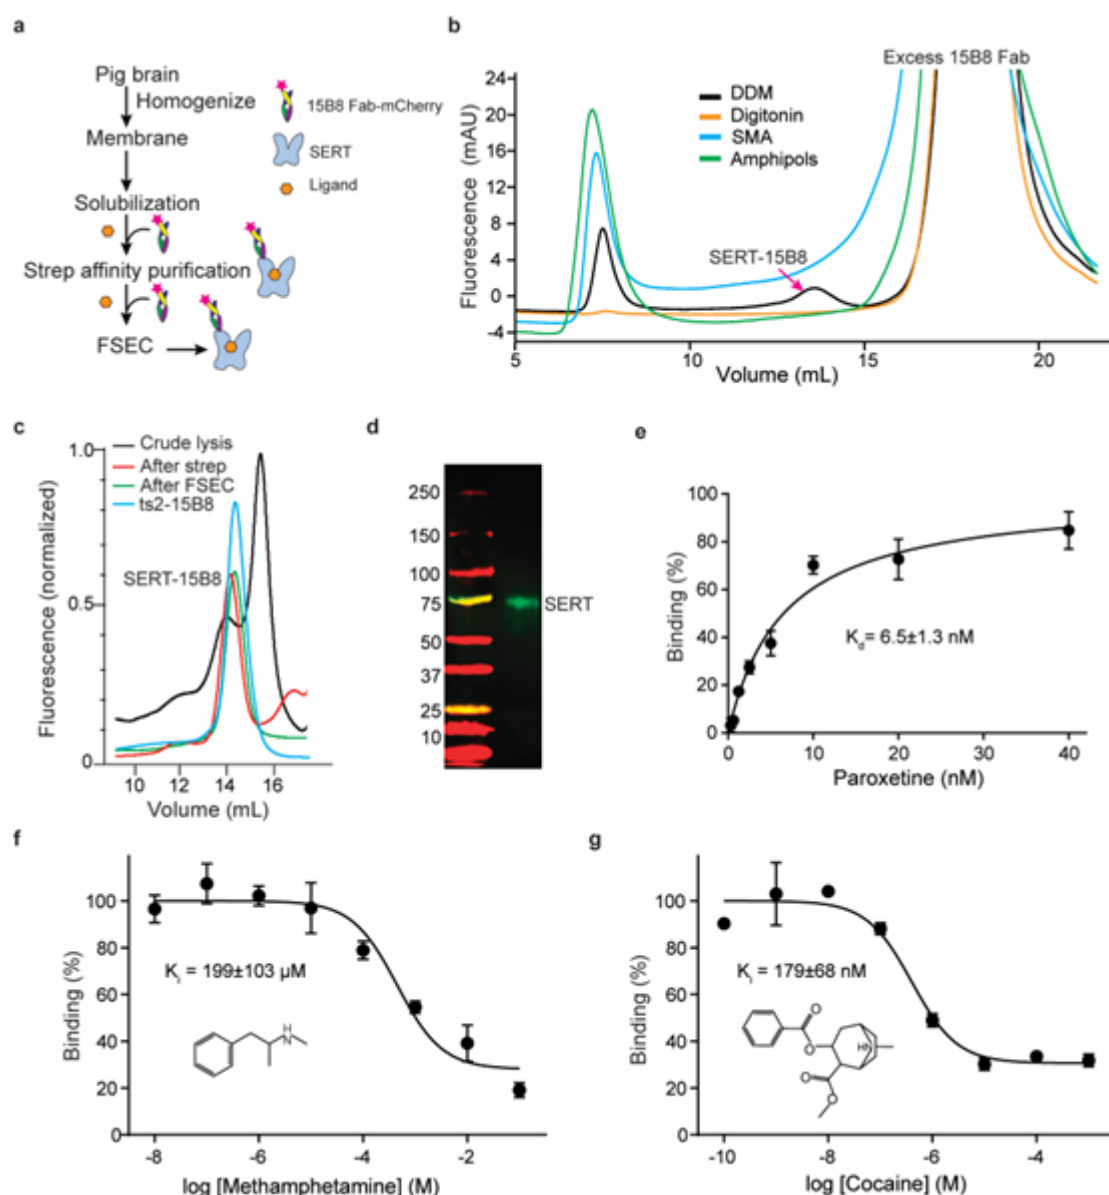 a
Pig brain
Homogenize
Membrane
Solubilization
Strep affinity purification
FSEC
15B8 Fab-mCherry
SERT
Ligand
b
Excess 15B8 Fab
24
20
16
12
8
4
0
-4
Fluorescence (mAU)
DDM
Digitonin
SMA
Amphipols
SERT-15B8
5
10
15
20
Volume (mL)
c
Crude lysis
After strep
After FSEC
ts2-15B8
SERT-15B8
1.0
0.5
0
Fluorescence (normalized)
10
12
14
16
Volume (mL)
d
250
150
100
75
50
37
25
10
SERT
e
100
80
60
40
20
0
Binding (%)
Kd= 6.5±1.3 nM
0
10
20
30
40
Paroxetine (nM)
f
100
80
60
40
20
0
Binding (%)
Ki = 199±103 µM
H
N
-8
-6
-4
-2
log [Methamphetamine] (M)
g
100
80
60
40
20
0
Binding (%)
Ki = 179±68 nM
O
O
HN
O
O
-10
-8
-6
-4
log [Cocaine] (M)